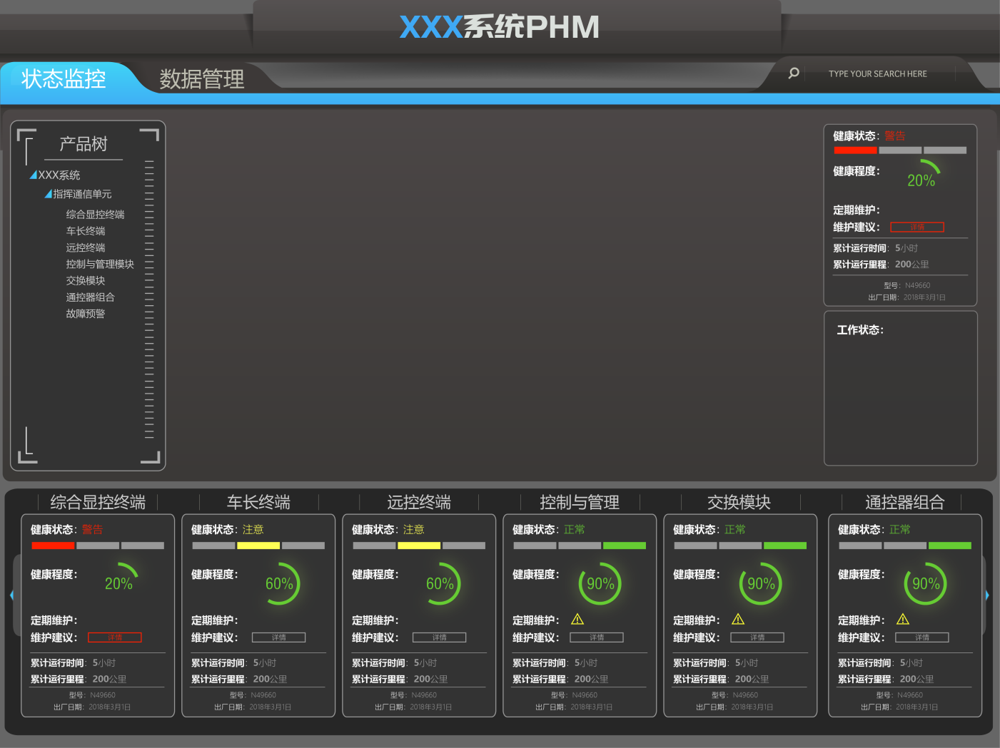 XXX系统PHM
状态监控
数据管理
TYPE YOUR SEARCH HERE
产品树
XXX系统
指挥通信单元
综合显控终端
车长终端
远控终端
控制与管理模块
交换模块
通控器组合
故障预警
健康状态：警告
健康程度：
20%
定期维护：
维护建议：详情
累计运行时间：5小时
累计运行里程：200公里
型号：N49660
出厂日期：2018年3月1日
工作状态：
综合显控终端
健康状态：警告
健康程度：
20%
定期维护：
维护建议：详情
累计运行时间：5小时
累计运行里程：200公里
型号：N49660
出厂日期：2018年3月1日
车长终端
健康状态：注意
健康程度：
60%
定期维护：
维护建议：详情
累计运行时间：5小时
累计运行里程：200公里
型号：N49660
出厂日期：2018年3月1日
远控终端
健康状态：注意
健康程度：
60%
定期维护：
维护建议：详情
累计运行时间：5小时
累计运行里程：200公里
型号：N49660
出厂日期：2018年3月1日
控制与管理
健康状态：正常
健康程度：
90%
定期维护：
维护建议：详情
累计运行时间：5小时
累计运行里程：200公里
型号：N49660
出厂日期：2018年3月1日
交换模块
健康状态：正常
健康程度：
90%
定期维护：
维护建议：详情
累计运行时间：5小时
累计运行里程：200公里
型号：N49660
出厂日期：2018年3月1日
通控器组合
健康状态：正常
健康程度：
90%
定期维护：
维护建议：详情
累计运行时间：5小时
累计运行里程：200公里
型号：N49660
出厂日期：2018年3月1日